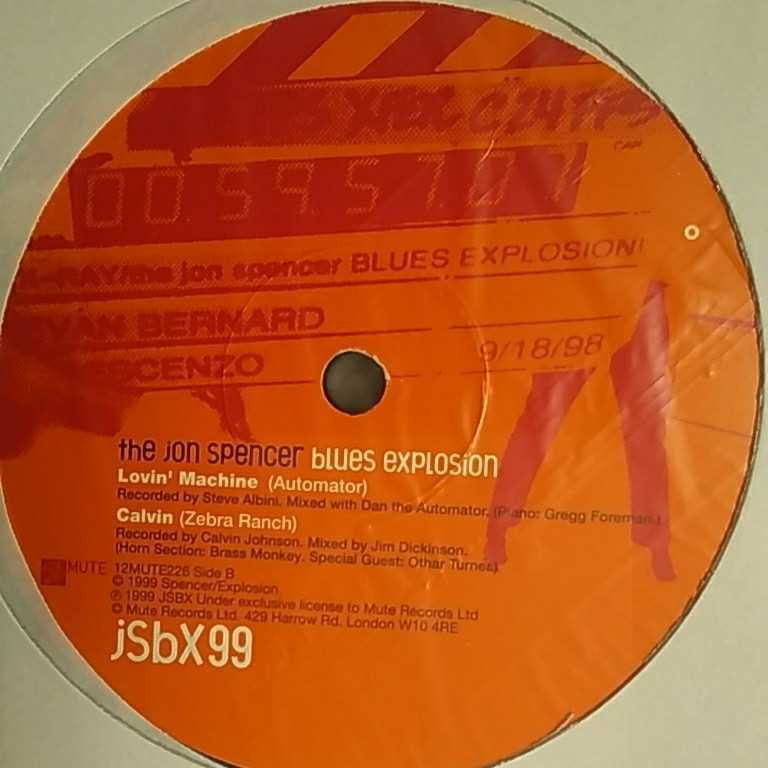 C24FPS
CAM
00 59.57.07
X-RAY/the jon spencer BLUES EXPLOSION!
VAN BERNARD
9/18/98
the jon spencer blues explosion
Lovin' Machine (Automator)
Recorded by Steve Albini. Mixed with Dan the Automator. (Piano: Gregg Foreman.)
Calvin (Zebra Ranch)
Recorded by Calvin Johnson. Mixed by Jim Dickinson.
(Horn Section: Brass Monkey. Special Guest: Othar Turner.)
MUTE 12MUTE226 Side B
© 1999 Spencer/Explosion
℗ 1999 JSBX Under exclusive license to Mute Records Ltd
© Mute Records Ltd. 429 Harrow Rd. London W10 4RE
jSbX99